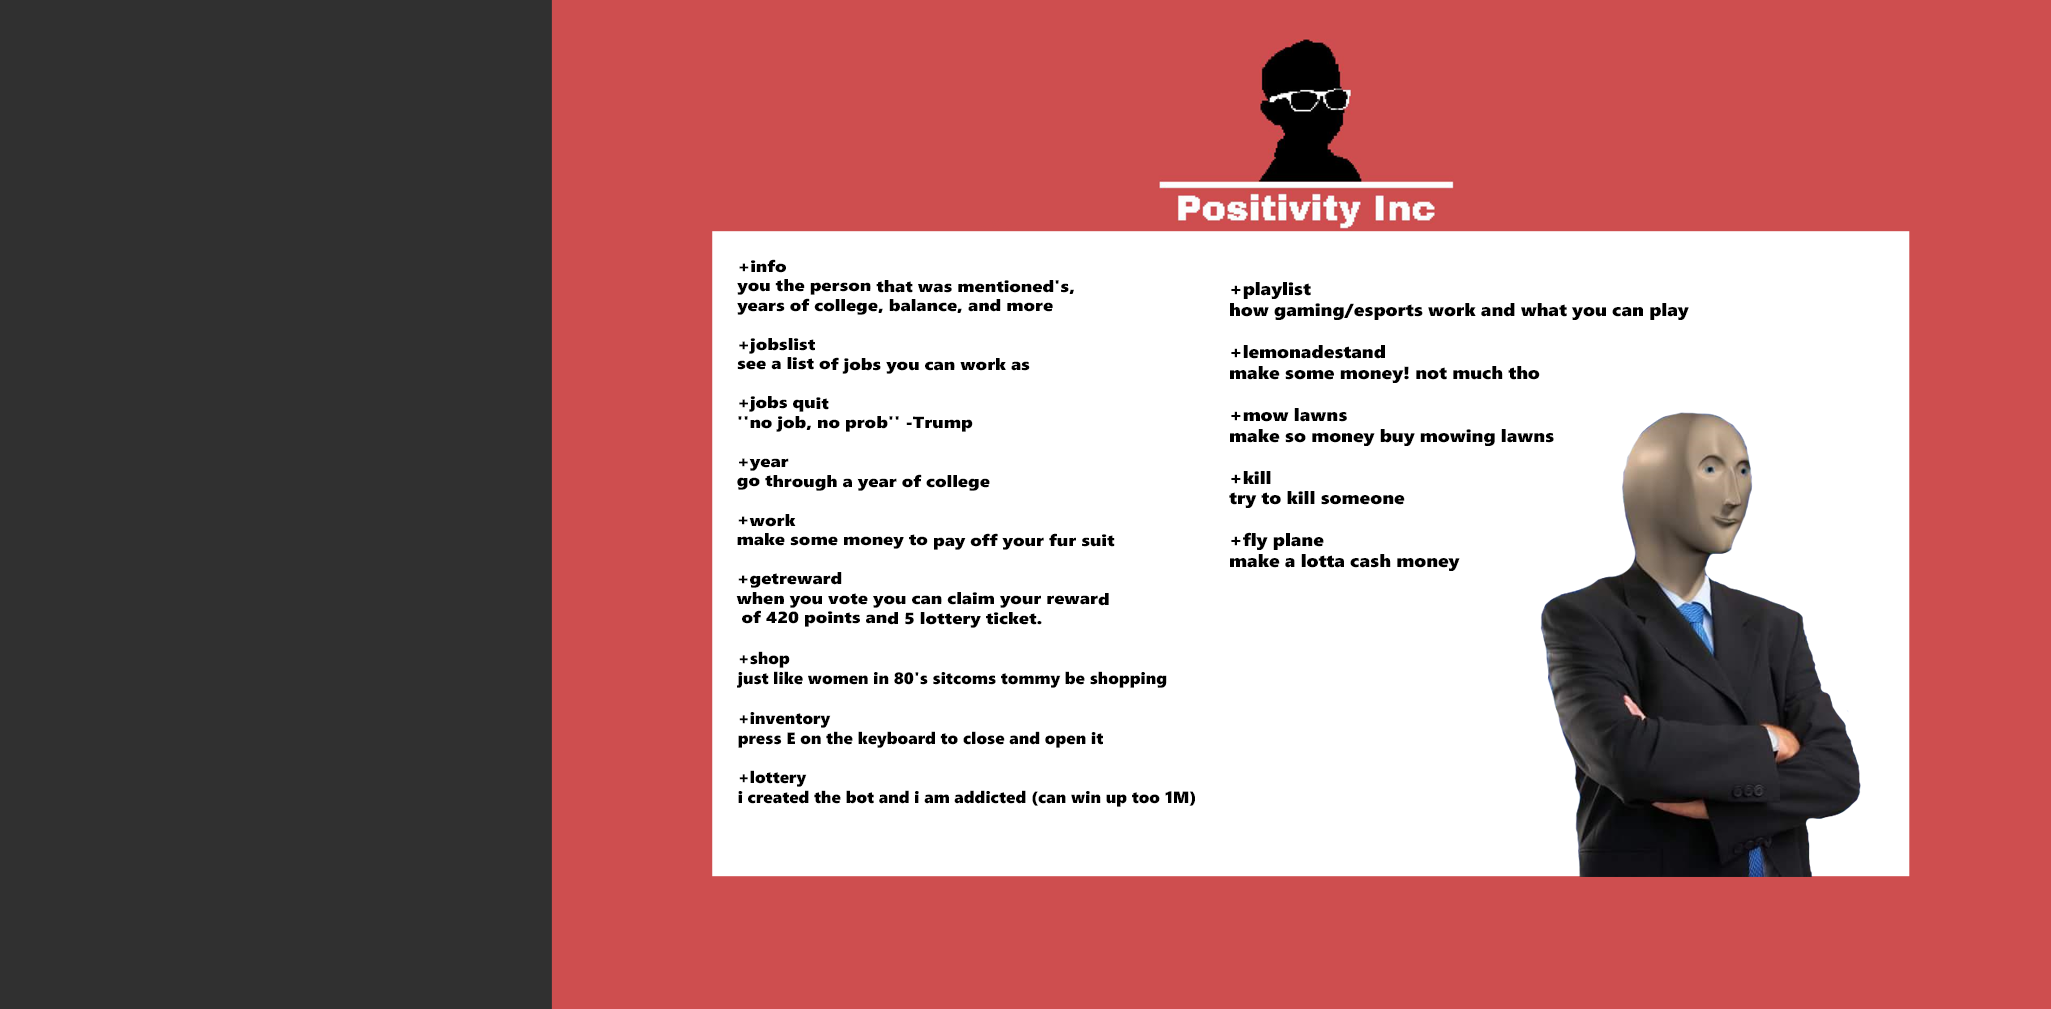 Positivity Inc
+info
you the person that was mentioned's,
years of college, balance, and more
+jobslist
see a list of jobs you can work as
+jobs quit
''no job, no prob'' -Trump
+year
go through a year of college
+work
make some money to pay off your fur suit
+getreward
when you vote you can claim your reward
of 420 points and 5 lottery ticket.
+shop
just like women in 80's sitcoms tommy be shopping
+inventory
press E on the keyboard to close and open it
+lottery
i created the bot and i am addicted (can win up too 1M)
+playlist
how gaming/esports work and what you can play
+lemonadestand
make some money! not much tho
+mow lawns
make so money buy mowing lawns
+kill
try to kill someone
+fly plane
make a lotta cash money